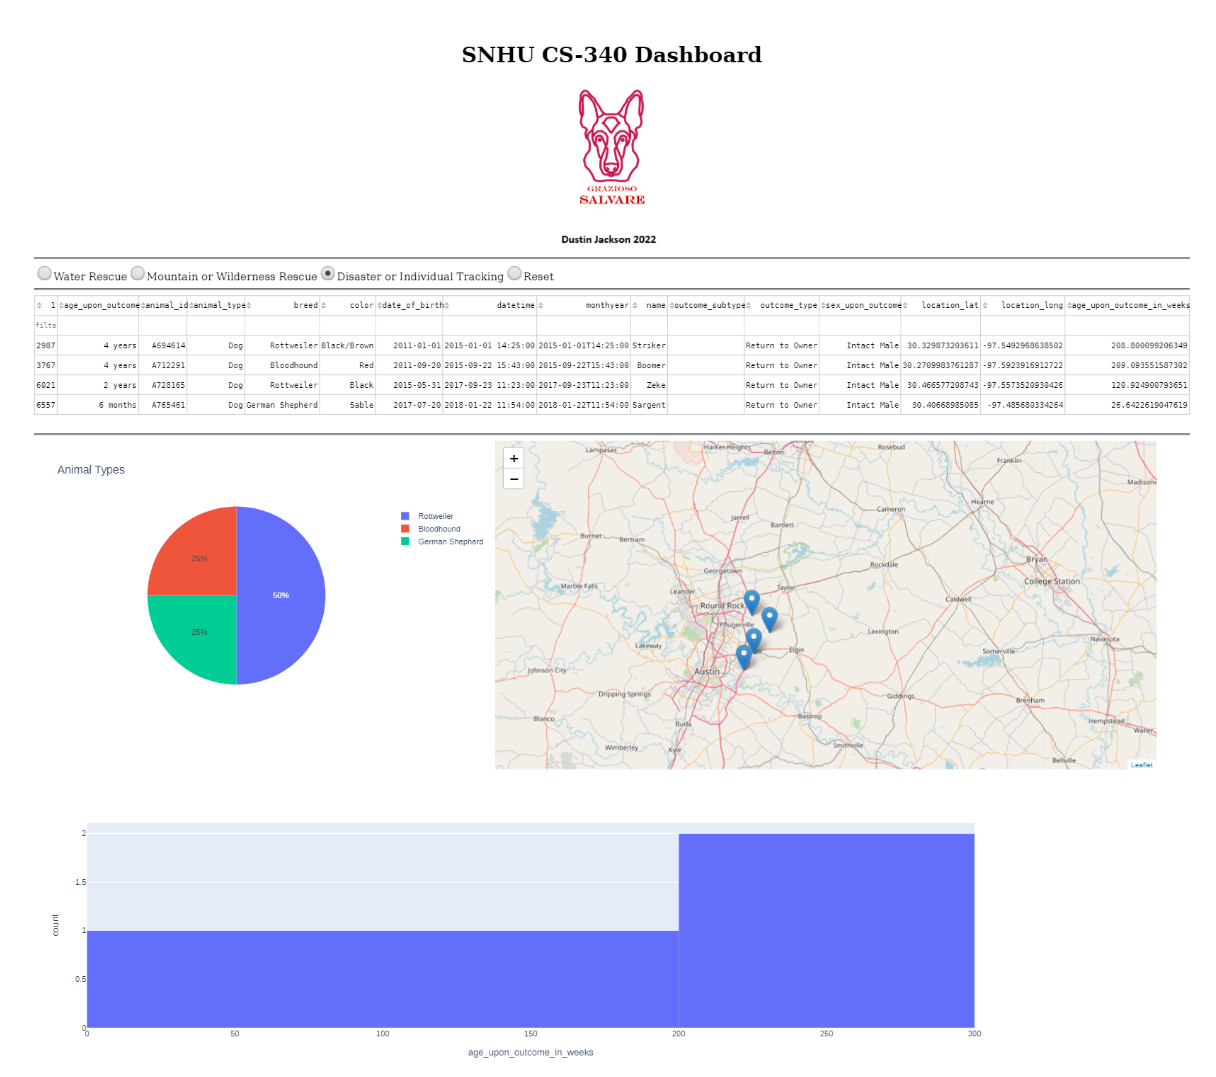 SNHU CS-340 Dashboard
GRAZIOSO
SALVARE
Dustin Jackson 2022
Water Rescue Mountain or Wilderness Rescue Disaster or Individual Tracking Reset
1 age_upon_outcome animal_id animal_type breed color date_of_birth datetime monthyear name outcome_subtype outcome_type sex_upon_outcome location_lat location_long age_upon_outcome_in_weeks
filte
2987 4 years A694614 Dog Rottweiler Black/Brown 2011-01-01 2015-01-01 14:25:00 2015-01-01T14:25:00 Striker Return to Owner Intact Male 30.329873203611 -97.5492968638502 208.800099206349
3767 4 years A712291 Dog Bloodhound Red 2011-09-20 2015-09-22 15:43:00 2015-09-22T15:43:00 Boomer Return to Owner Intact Male 30.2709983761287 -97.5923916912722 209.093551587302
6021 2 years A728165 Dog Rottweiler Black 2015-05-31 2017-09-23 11:23:00 2017-09-23T11:23:00 Zeke Return to Owner Intact Male 30.466577208743 -97.5573520930426 120.924900793651
6557 6 months A765461 Dog German Shepherd Sable 2017-07-20 2018-01-22 11:54:00 2018-01-22T11:54:00 Sargent Return to Owner Intact Male 30.40668985085 -97.485680334264 26.6422619047619
Animal Types
Rottweiler
Bloodhound
German Shepherd
25%
50%
25%
+
−
Lampasas
Harker Heights
Belton
Rosebud
Franklin
Madison
Hearne
Cameron
Jarrell
Bartlett
Burnet
Bertram
Bryan
Rockdale
Georgetown
College Station
Marble Falls
Leander
Taylor
Caldwell
Round Rock
Pflugerville
Lexington
Navasota
Lakeway
Elgin
Somerville
Johnson City
Austin
Dripping Springs
Giddings
Brenham
Blanco
Buda
Bastrop
Hempstead
Waller
Wimberley
Kyle
Smithville
Bellville
Leaflet
2
1.5
1
0.5
0
count
0 50 100 150 200 250 300
age_upon_outcome_in_weeks